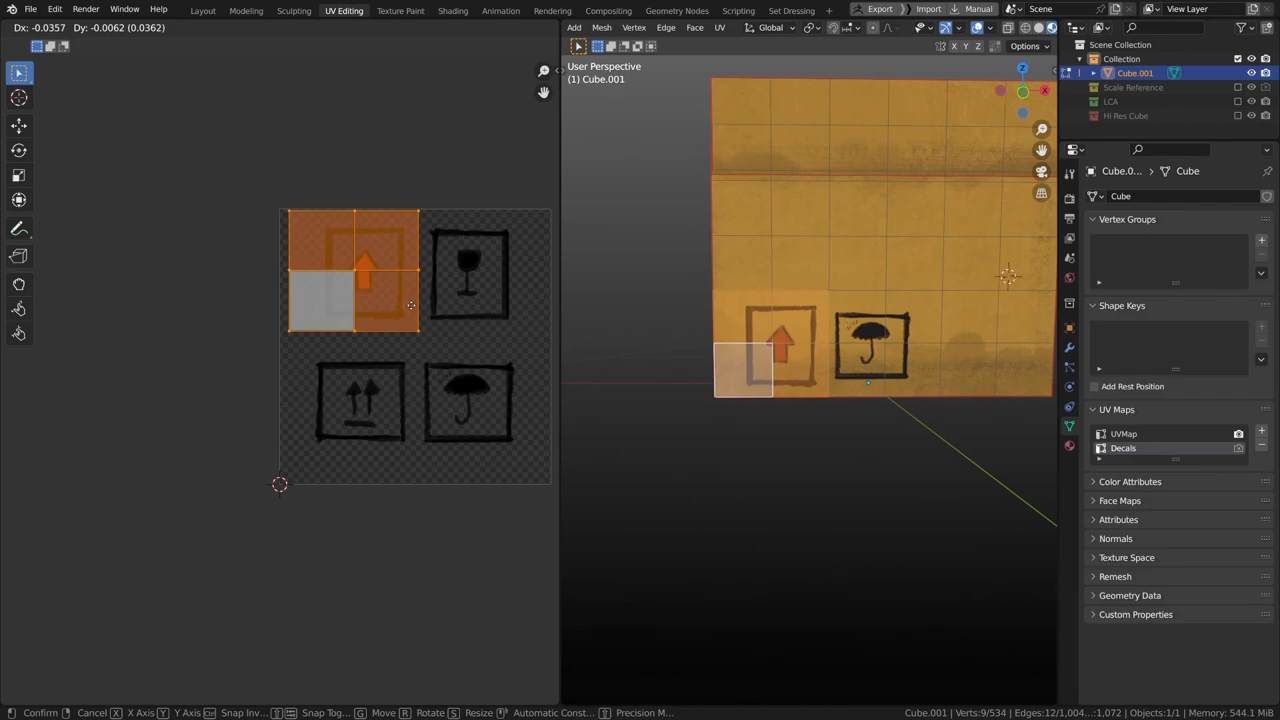 File Edit Render Window Help Layout Modeling Sculpting UV Editing Texture Paint Shading Animation Rendering Compositing Geometry Nodes Scripting Set Dressing + Export Import Manual Scene View Layer
Dx: -0.0357 Dy: -0.0062 (0.0362)
Add Mesh Vertex Edge Face UV Global
X Y Z Options
User Perspective
(1) Cube.001
Z
X
Scene Collection
Collection
Cube.001
Scale Reference
LCA
Hi Res Cube
Cube.0... Cube
Cube
Vertex Groups
Shape Keys
Add Rest Position
UV Maps
UVMap
Decals
Color Attributes
Face Maps
Attributes
Normals
Texture Space
Remesh
Geometry Data
Custom Properties
Confirm Cancel X X Axis Y Y Axis Ctrl Snap Inv... Snap Tog... G Move R Rotate S Resize Automatic Const... Precision M... Cube.001 | Verts:9/534 | Edges:12/1,004... :1,072 | Objects:1/1 | Memory: 544.1 MiB